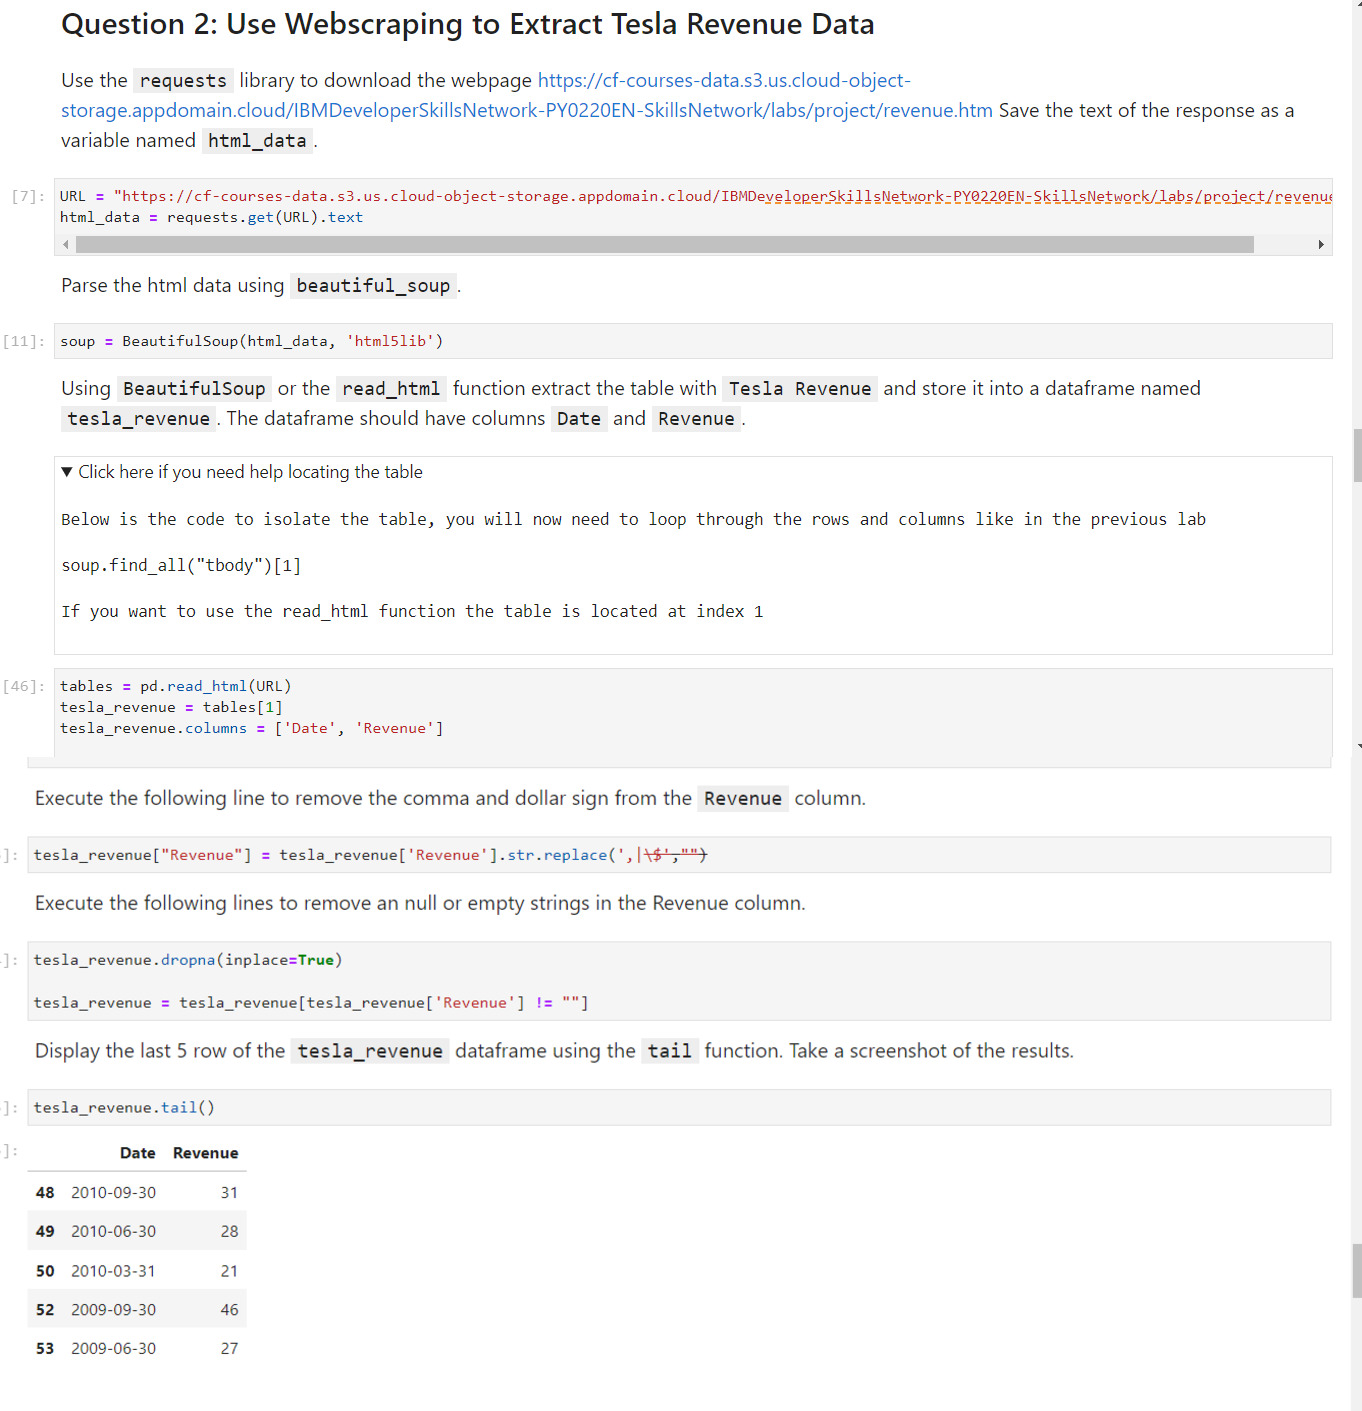 Question 2: Use Webscraping to Extract Tesla Revenue Data
Use the requests library to download the webpage https://cf-courses-data.s3.us.cloud-object-
storage.appdomain.cloud/IBMDeveloperSkillsNetwork-PY0220EN-SkillsNetwork/labs/project/revenue.htm Save the text of the response as a
variable named html_data.
[7]: URL = "https://cf-courses-data.s3.us.cloud-object-storage.appdomain.cloud/IBMDeveloperSkillsNetwork-PY0220EN-SkillsNetwork/labs/project/revenue
html_data = requests.get(URL).text
Parse the html data using beautiful_soup.
[11]: soup = BeautifulSoup(html_data, 'html5lib')
Using BeautifulSoup or the read_html function extract the table with Tesla Revenue and store it into a dataframe named
tesla_revenue. The dataframe should have columns Date and Revenue.
▼ Click here if you need help locating the table
Below is the code to isolate the table, you will now need to loop through the rows and columns like in the previous lab
soup.find_all("tbody")[1]
If you want to use the read_html function the table is located at index 1
[46]: tables = pd.read_html(URL)
tesla_revenue = tables[1]
tesla_revenue.columns = ['Date', 'Revenue']
Execute the following line to remove the comma and dollar sign from the Revenue column.
]: tesla_revenue["Revenue"] = tesla_revenue['Revenue'].str.replace(',|\$',"")
Execute the following lines to remove an null or empty strings in the Revenue column.
]: tesla_revenue.dropna(inplace=True)
tesla_revenue = tesla_revenue[tesla_revenue['Revenue'] != ""]
Display the last 5 row of the tesla_revenue dataframe using the tail function. Take a screenshot of the results.
]: tesla_revenue.tail()
]: Date Revenue
48 2010-09-30 31
49 2010-06-30 28
50 2010-03-31 21
52 2009-09-30 46
53 2009-06-30 27